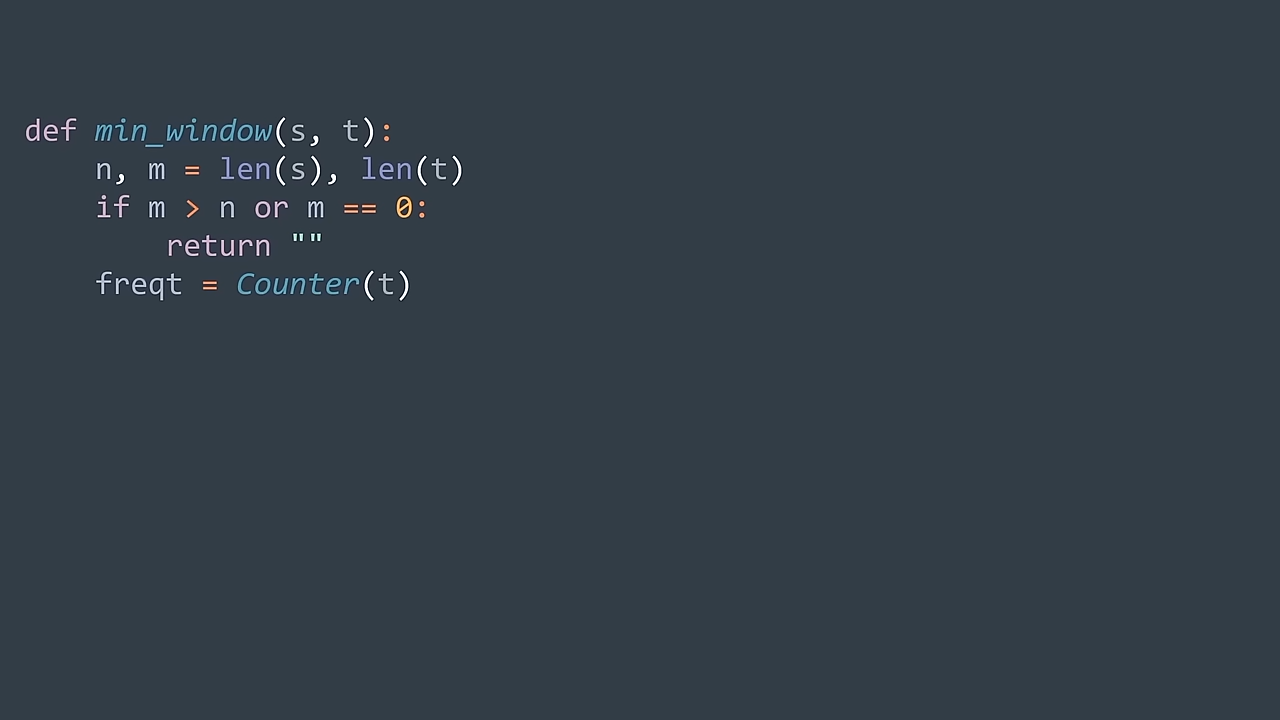 def min_window(s, t):
    n, m = len(s), len(t)
    if m > n or m == 0:
        return ""
    freqt = Counter(t)